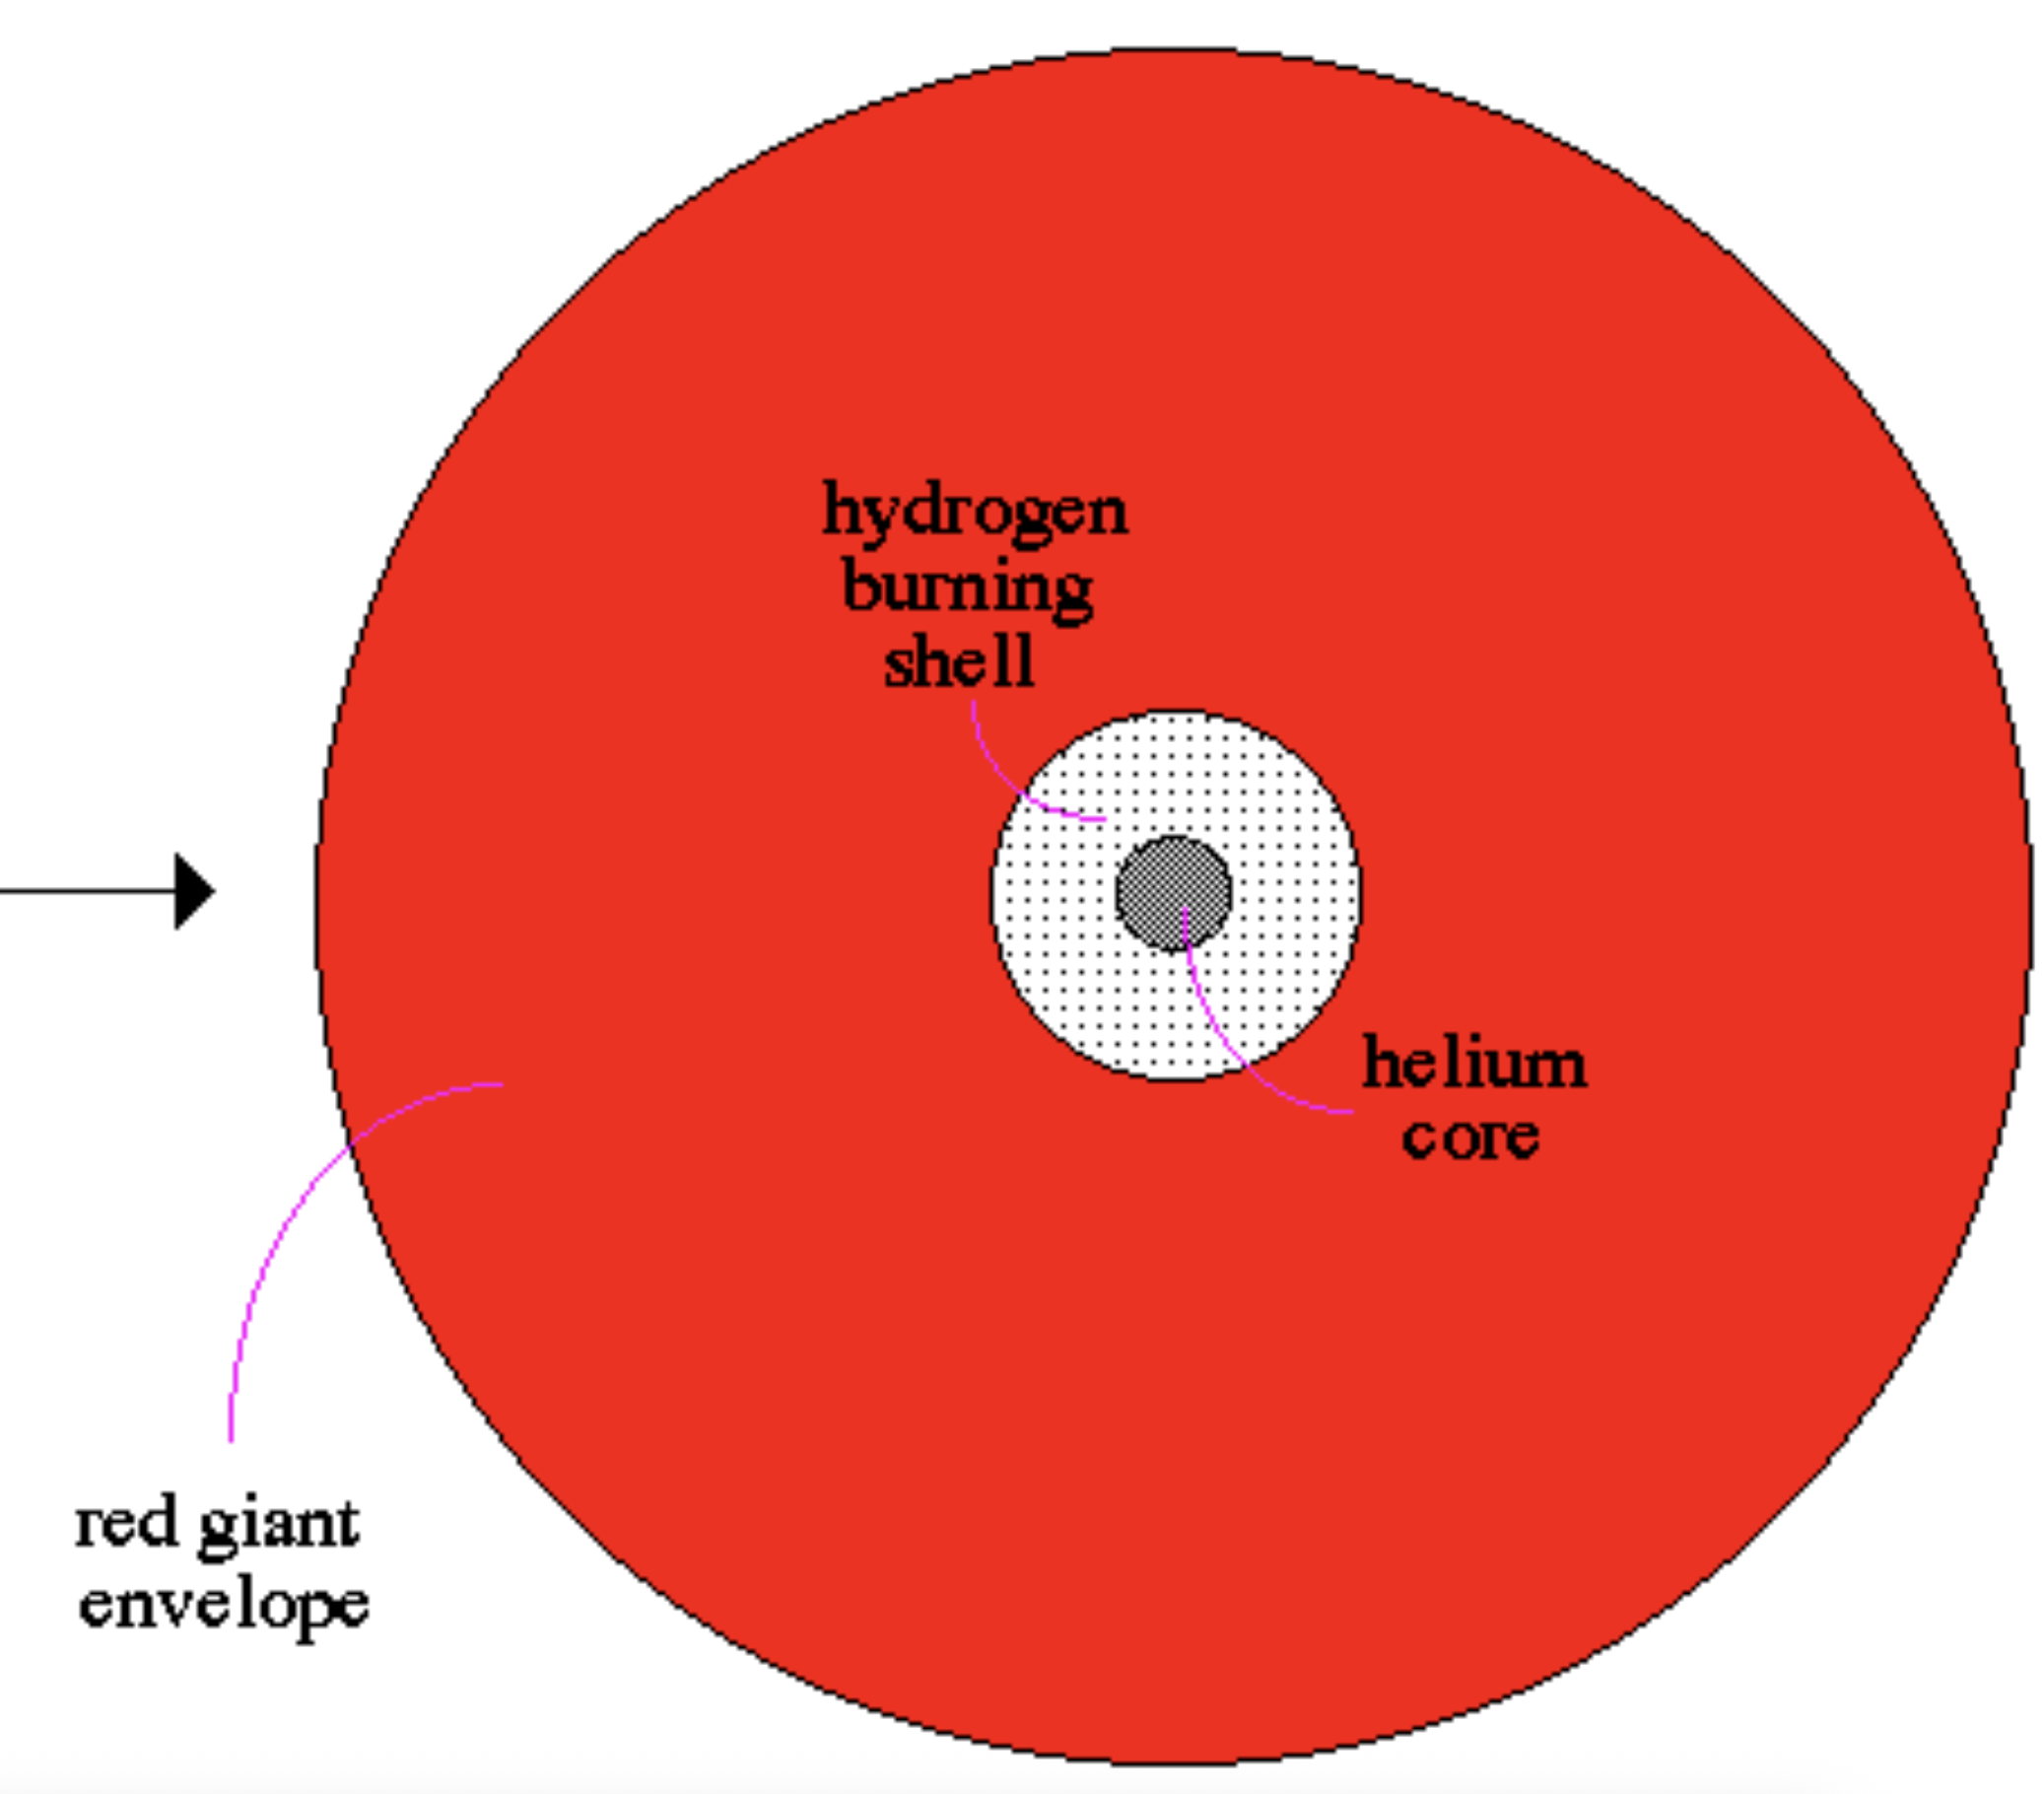 hydrogen
burning
shell
helium
core
red giant
envelope